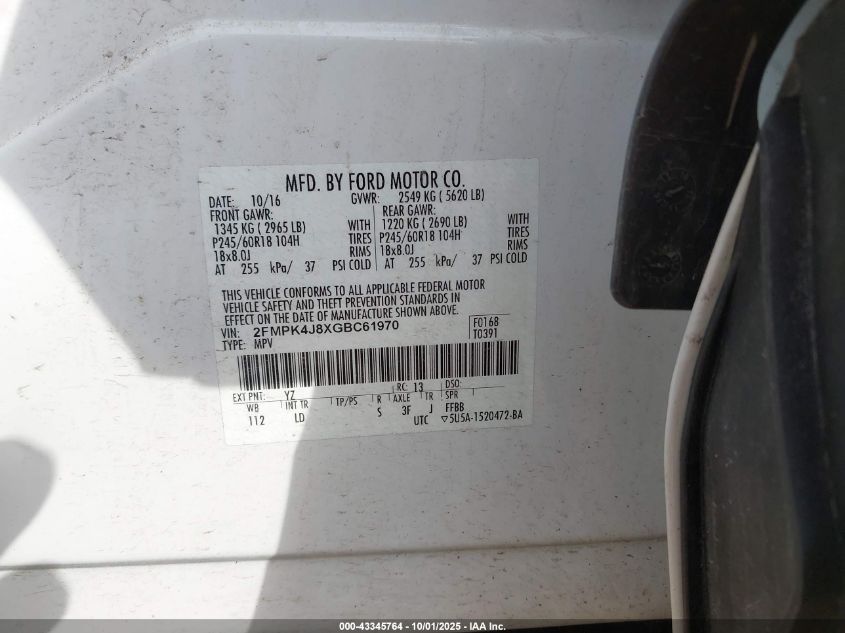 MFD. BY FORD MOTOR CO.
DATE: 10/16 GVWR: 2549 KG ( 5620 LB)
FRONT GAWR: REAR GAWR:
1345 KG ( 2965 LB) WITH 1220 KG ( 2690 LB) WITH
P245/60R18 104H TIRES P245/60R18 104H TIRES
18x8.0J RIMS 18x8.0J RIMS
AT 255 kPa/ 37 PSI COLD AT 255 kPa/ 37 PSI COLD
THIS VEHICLE CONFORMS TO ALL APPLICABLE FEDERAL MOTOR
VEHICLE SAFETY AND THEFT PREVENTION STANDARDS IN
EFFECT ON THE DATE OF MANUFACTURE SHOWN ABOVE.
VIN: 2FMPK4J8XGBC61970 F0168
TYPE: MPV T0391
EXT PNT: YZ RC: 13 DSO:
WB INT TR TP/PS R AXLE TR SPR
112 LD S 3F J FFBB
UTC ▽5U5A-1520472-BA
000-43345764 - 10/01/2025 - IAA Inc.